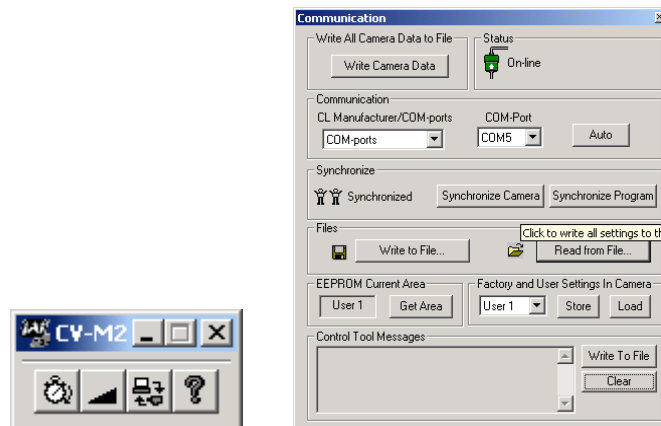 Communication
Write All Camera Data to File
Status
Write Camera Data
On-line
Communication
CL Manufacturer/COM-ports
COM-Port
COM-ports
COM5
Auto
Synchronize
Synchronized
Synchronize Camera
Synchronize Program
Files
Click to write all settings to th
Write to File...
Read from File...
EEPROM Current Area
Factory and User Settings In Camera
User 1
Get Area
User 1
Store
Load
Control Tool Messages
Write To File
Clear
CV-M2